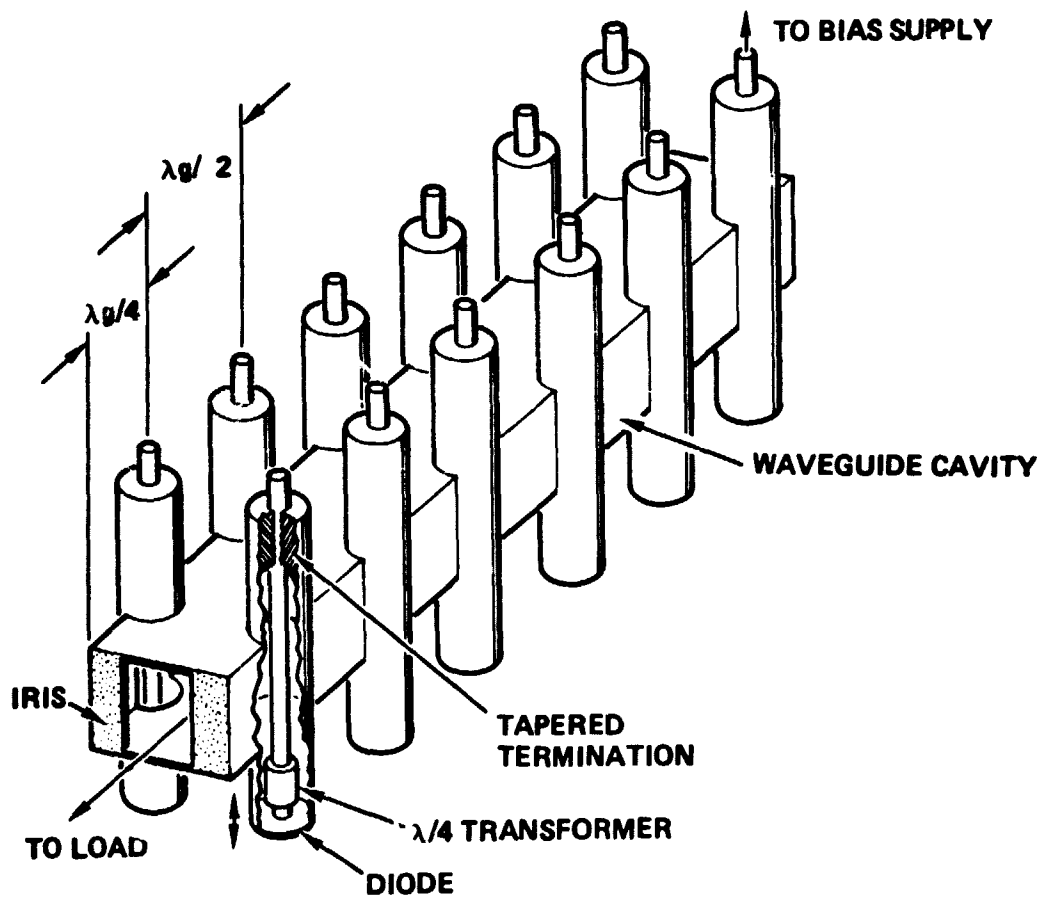 TO BIAS SUPPLY
λg/ 2
λg/4
WAVEGUIDE CAVITY
IRIS
TAPERED
TERMINATION
TO LOAD
λ/4 TRANSFORMER
DIODE